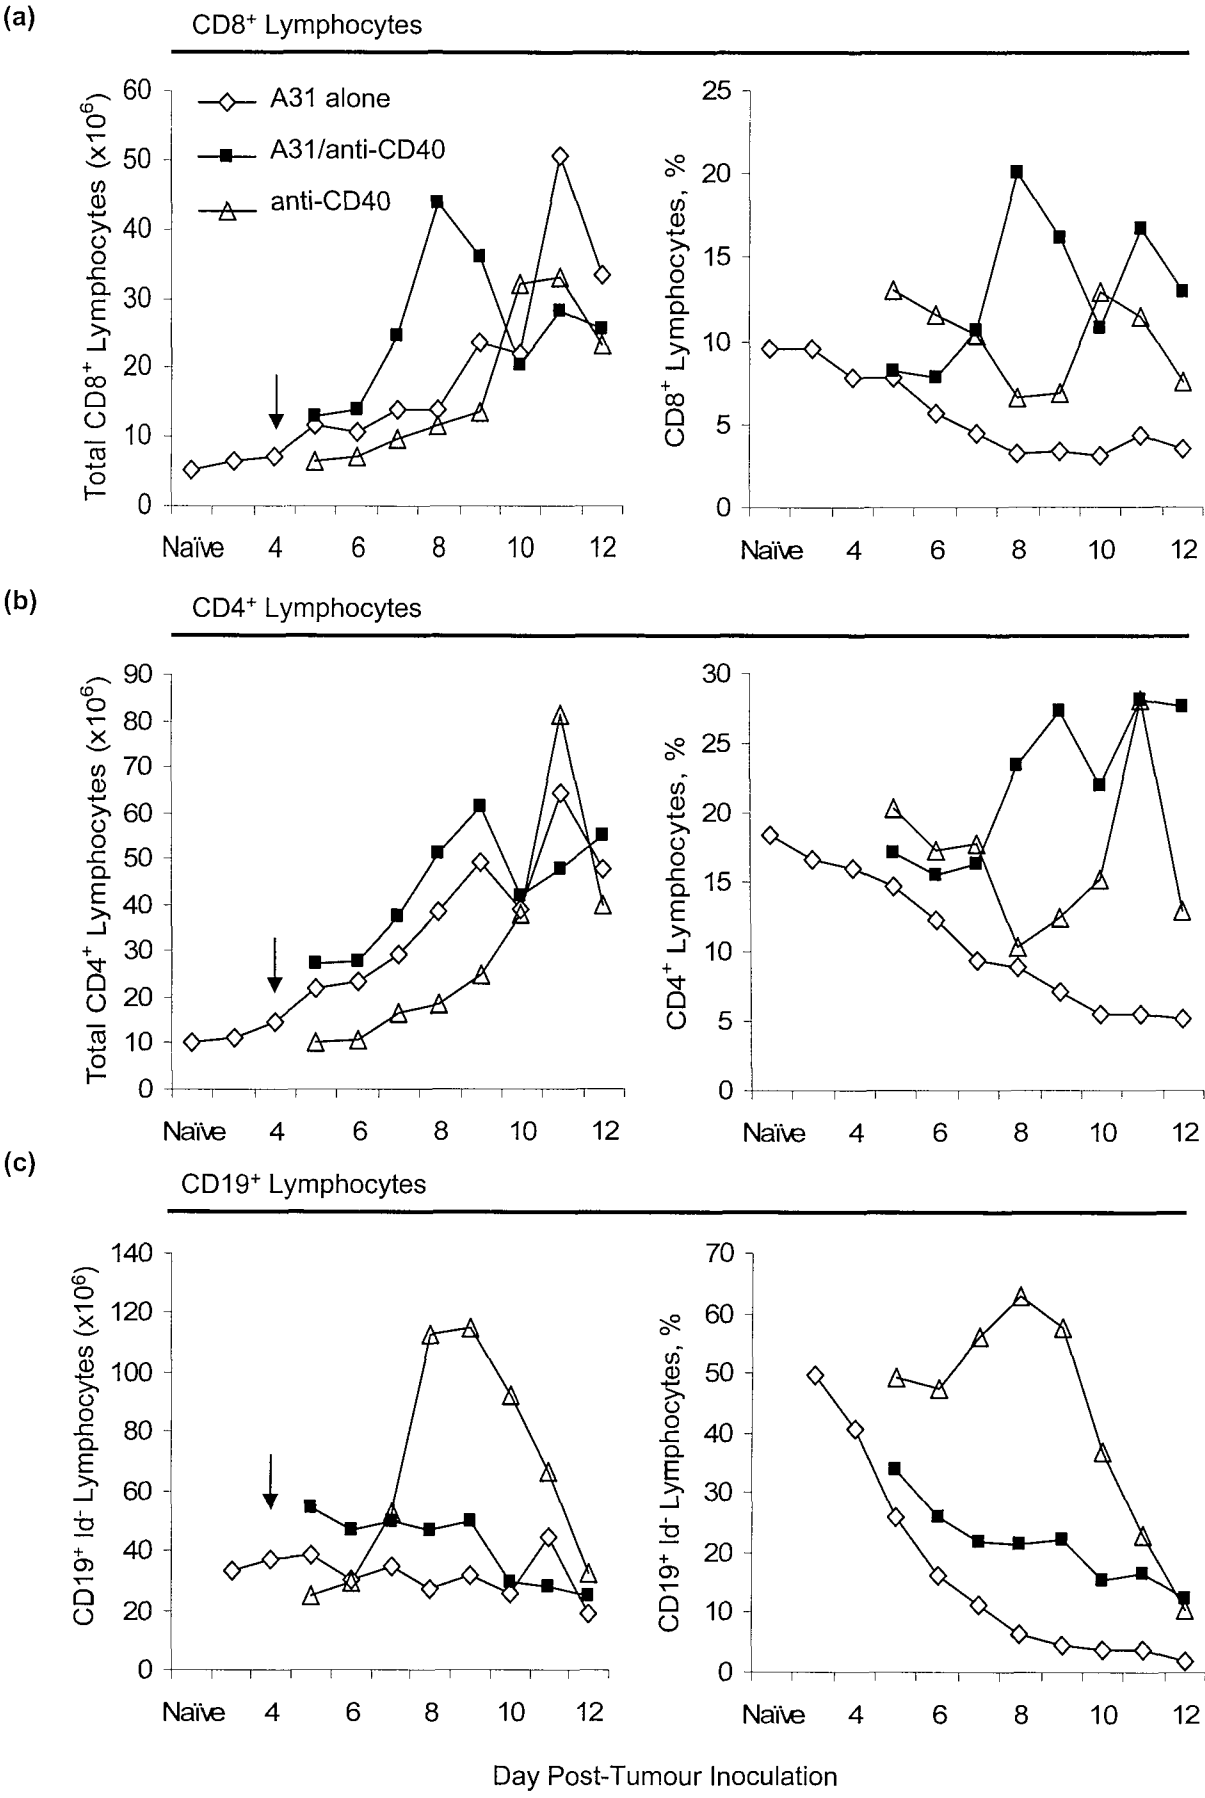 (a)
CD8⁺ Lymphocytes
Total CD8⁺ Lymphocytes (x10⁶)
60
50
40
30
20
10
0
A31 alone
A31/anti-CD40
anti-CD40
Naïve 4 6 8 10 12
CD8⁺ Lymphocytes, %
25
20
15
10
5
0
Naïve 4 6 8 10 12
(b)
CD4⁺ Lymphocytes
Total CD4⁺ Lymphocytes (x10⁶)
90
80
70
60
50
40
30
20
10
0
Naïve 4 6 8 10 12
CD4⁺ Lymphocytes, %
30
25
20
15
10
5
0
Naïve 4 6 8 10 12
(c)
CD19⁺ Lymphocytes
CD19⁺ Id⁻ Lymphocytes (x10⁶)
140
120
100
80
60
40
20
0
Naïve 4 6 8 10 12
CD19⁺ Id⁻ Lymphocytes, %
70
60
50
40
30
20
10
0
Naïve 4 6 8 10 12
Day Post-Tumour Inoculation